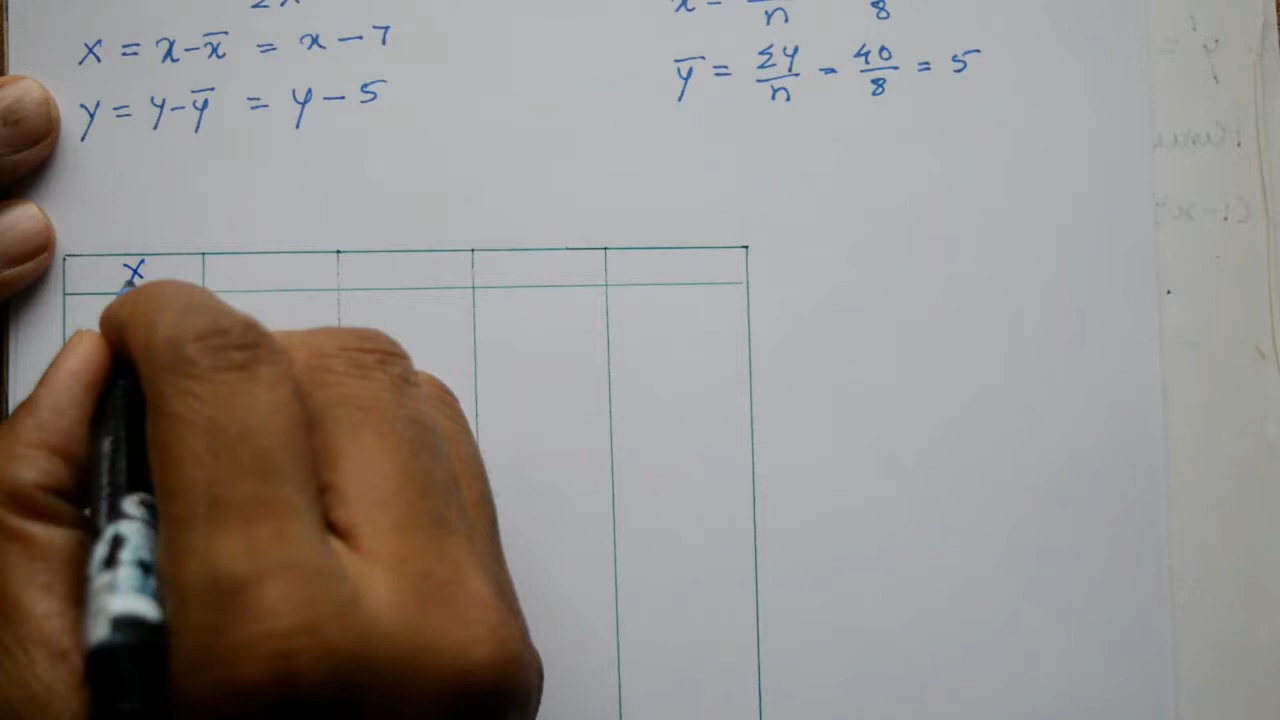 x̄ = n 8
X = x - x̄ = x - 7
ȳ = Σy/n = 40/8 = 5
Y = y - ȳ = y - 5
x